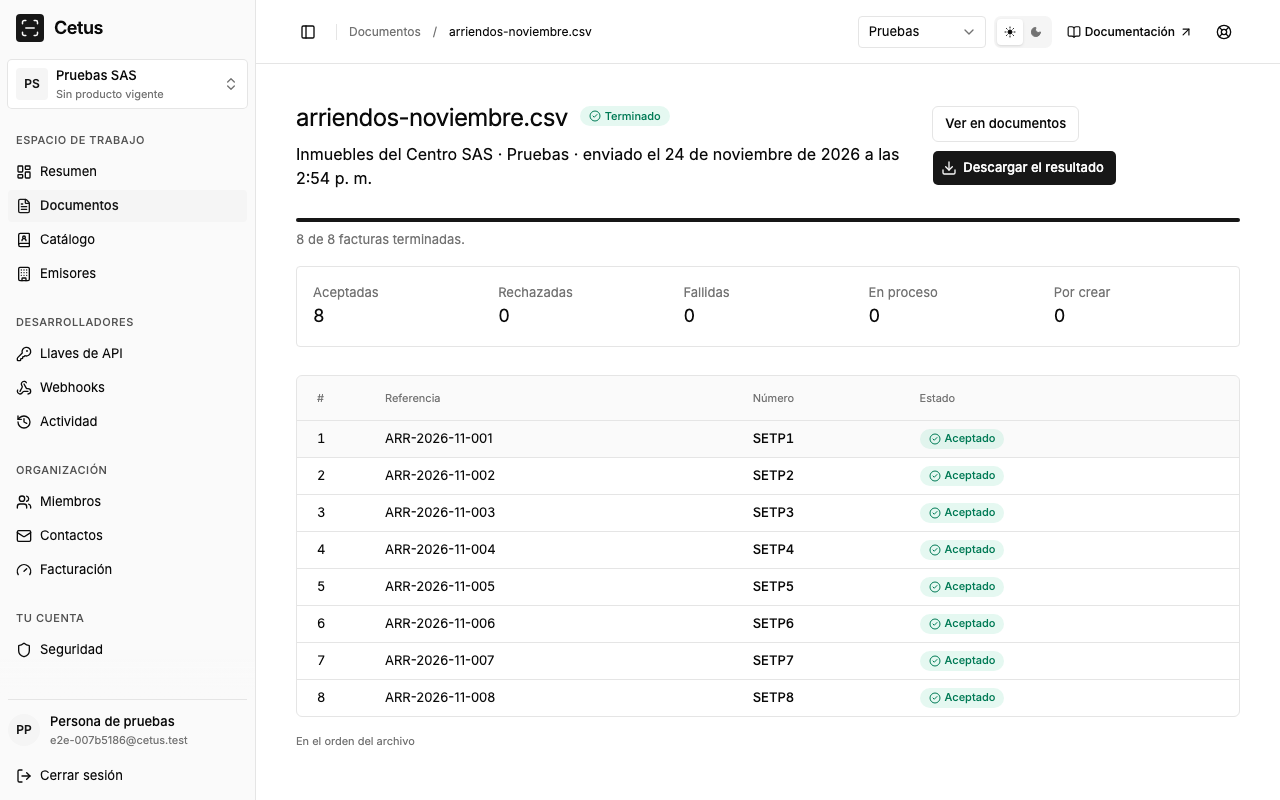 Cetus
PS
Pruebas SAS
Sin producto vigente
ESPACIO DE TRABAJO
Resumen
Documentos
Catálogo
Emisores
DESARROLLADORES
Llaves de API
Webhooks
Actividad
ORGANIZACIÓN
Miembros
Contactos
Facturación
TU CUENTA
Seguridad
PP
Persona de pruebas
e2e-007b5186@cetus.test
Cerrar sesión
Documentos / arriendos-noviembre.csv
Pruebas
Documentación
arriendos-noviembre.csv Terminado
Inmuebles del Centro SAS · Pruebas · enviado el 24 de noviembre de 2026 a las
2:54 p. m.
Ver en documentos
Descargar el resultado
8 de 8 facturas terminadas.
Aceptadas Rechazadas Fallidas En proceso Por crear
8 0 0 0 0
# Referencia Número Estado
1 ARR-2026-11-001 SETP1 Aceptado
2 ARR-2026-11-002 SETP2 Aceptado
3 ARR-2026-11-003 SETP3 Aceptado
4 ARR-2026-11-004 SETP4 Aceptado
5 ARR-2026-11-005 SETP5 Aceptado
6 ARR-2026-11-006 SETP6 Aceptado
7 ARR-2026-11-007 SETP7 Aceptado
8 ARR-2026-11-008 SETP8 Aceptado
En el orden del archivo